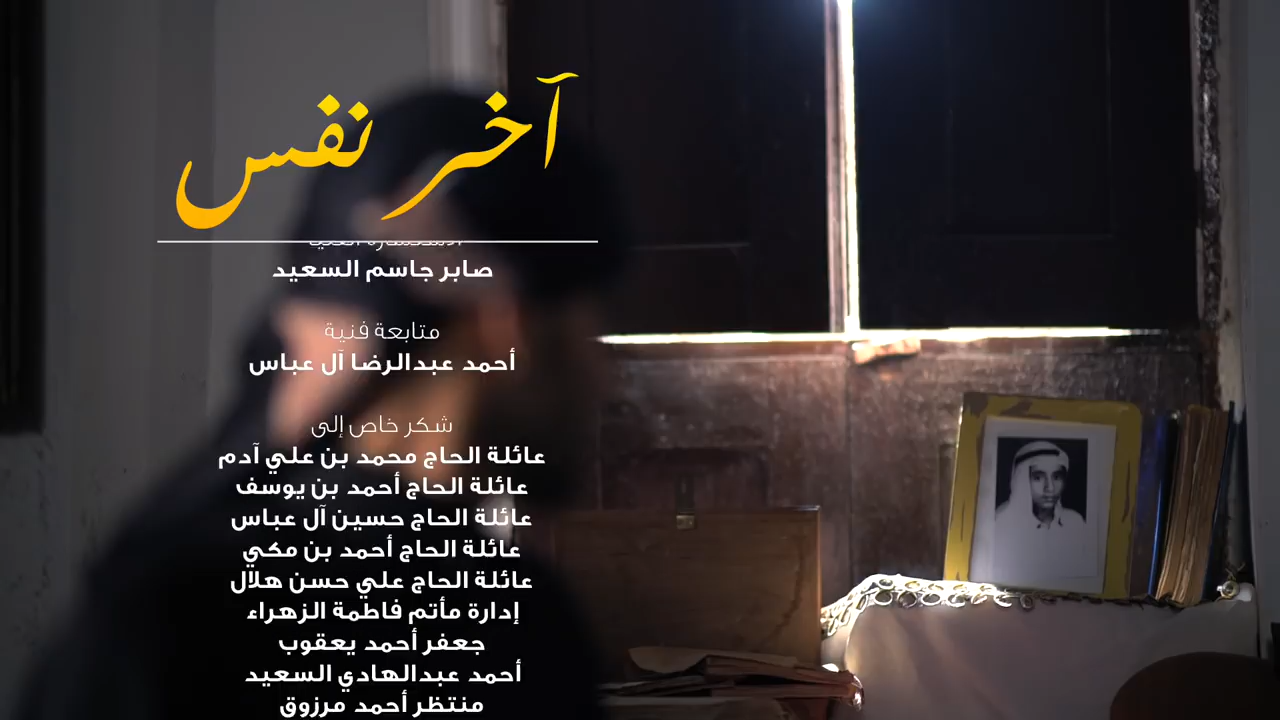 آخر نفس
صابر جاسم السعيد
متابعة فنية
أحمد عبدالرضا آل عباس
شكر خاص إلى
عائلة الحاج محمد بن علي آدم
عائلة الحاج أحمد بن يوسف
عائلة الحاج حسين آل عباس
عائلة الحاج أحمد بن مكي
عائلة الحاج علي حسن هلال
إدارة مأتم فاطمة الزهراء
جعفر أحمد يعقوب
أحمد عبدالهادي السعيد
منتظر أحمد مرزوق